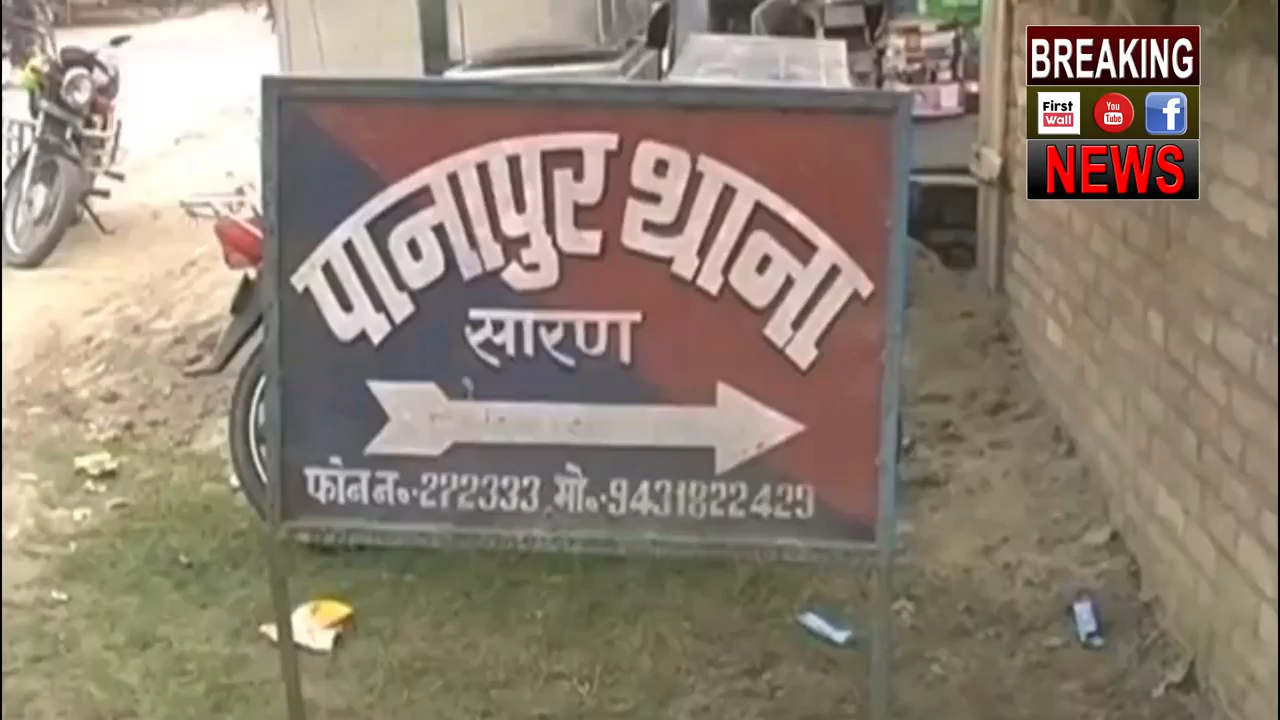 पानापुर थाना
सारण
फोन न०-272333 मो०-9431822429
BREAKING
First
Wall
You
Tube
f
NEWS